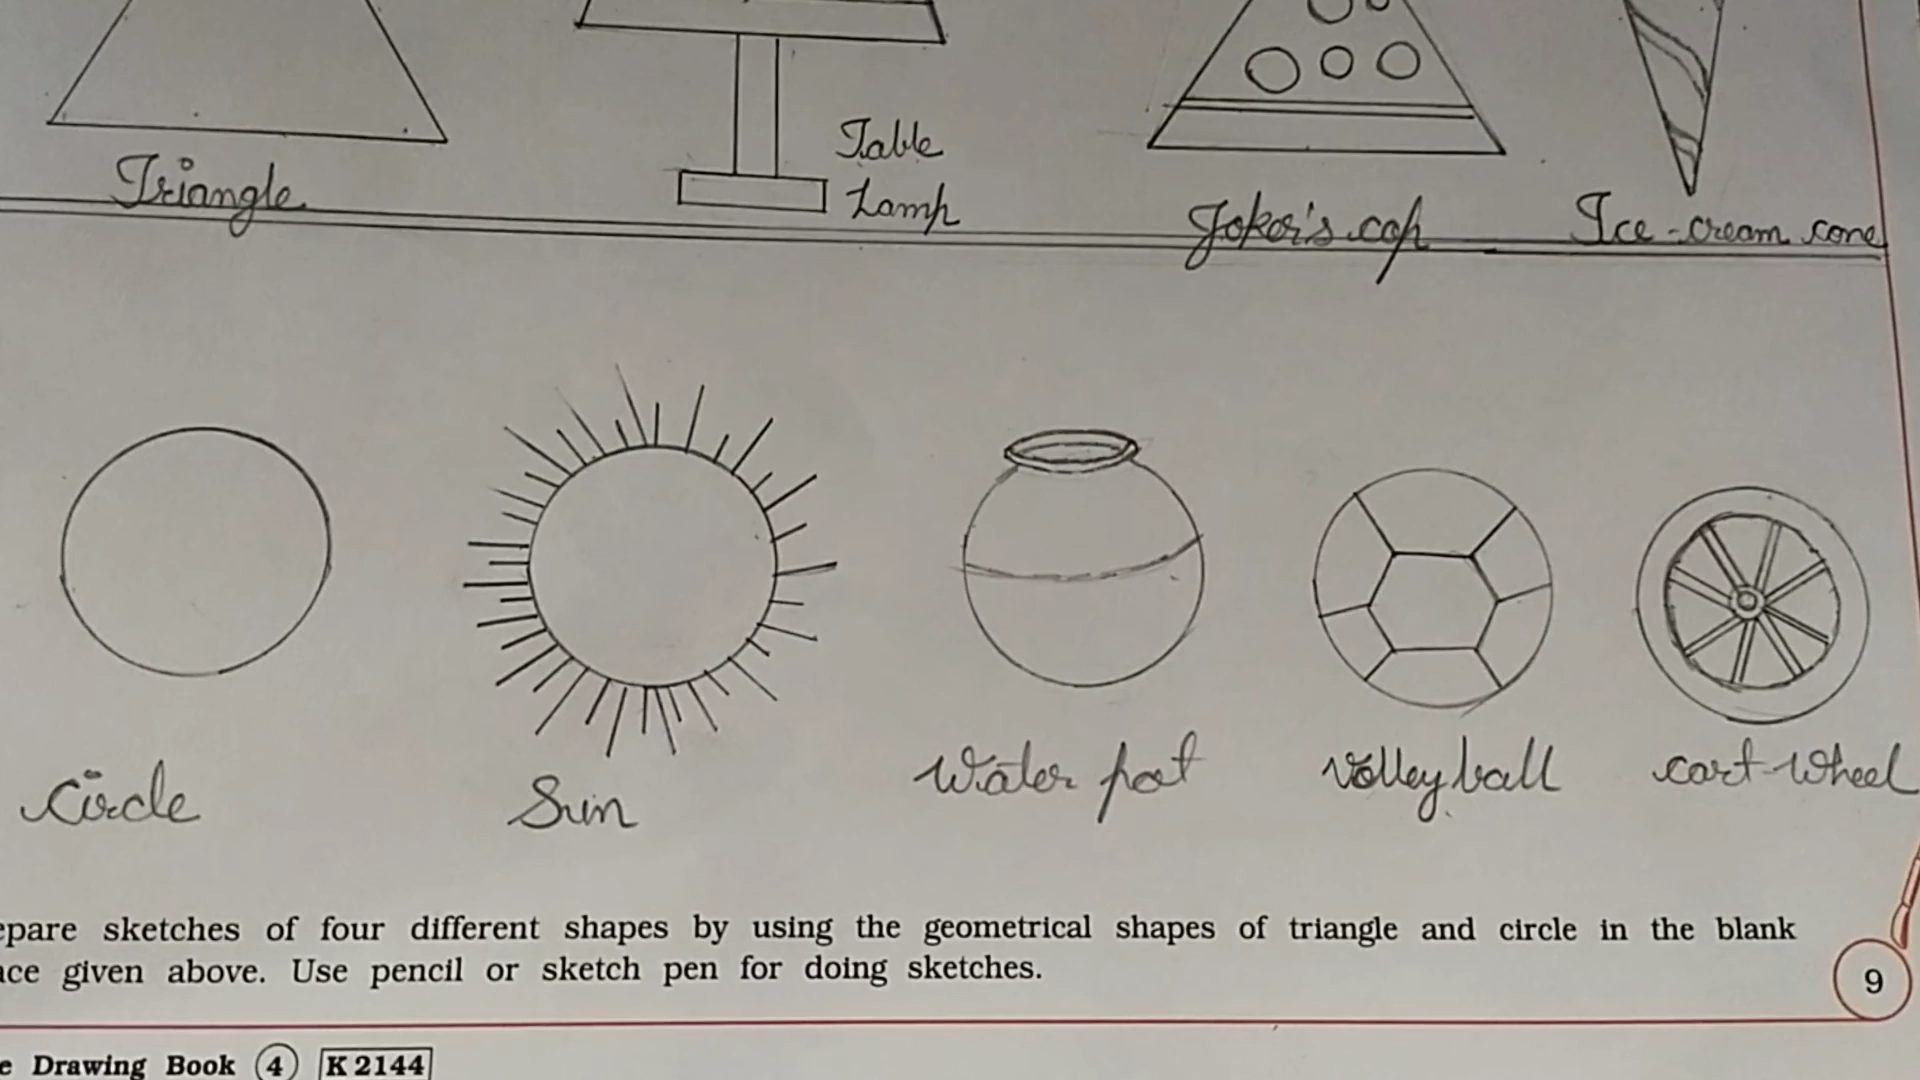 Triangle
Table
Lamp
Joker's cap
Ice-cream cone
Circle
Sun
Water pot
Volley ball
cart-wheel
epare sketches of four different shapes by using the geometrical shapes of triangle and circle in the blank
ace given above. Use pencil or sketch pen for doing sketches.
9
e Drawing Book 4 K 2144